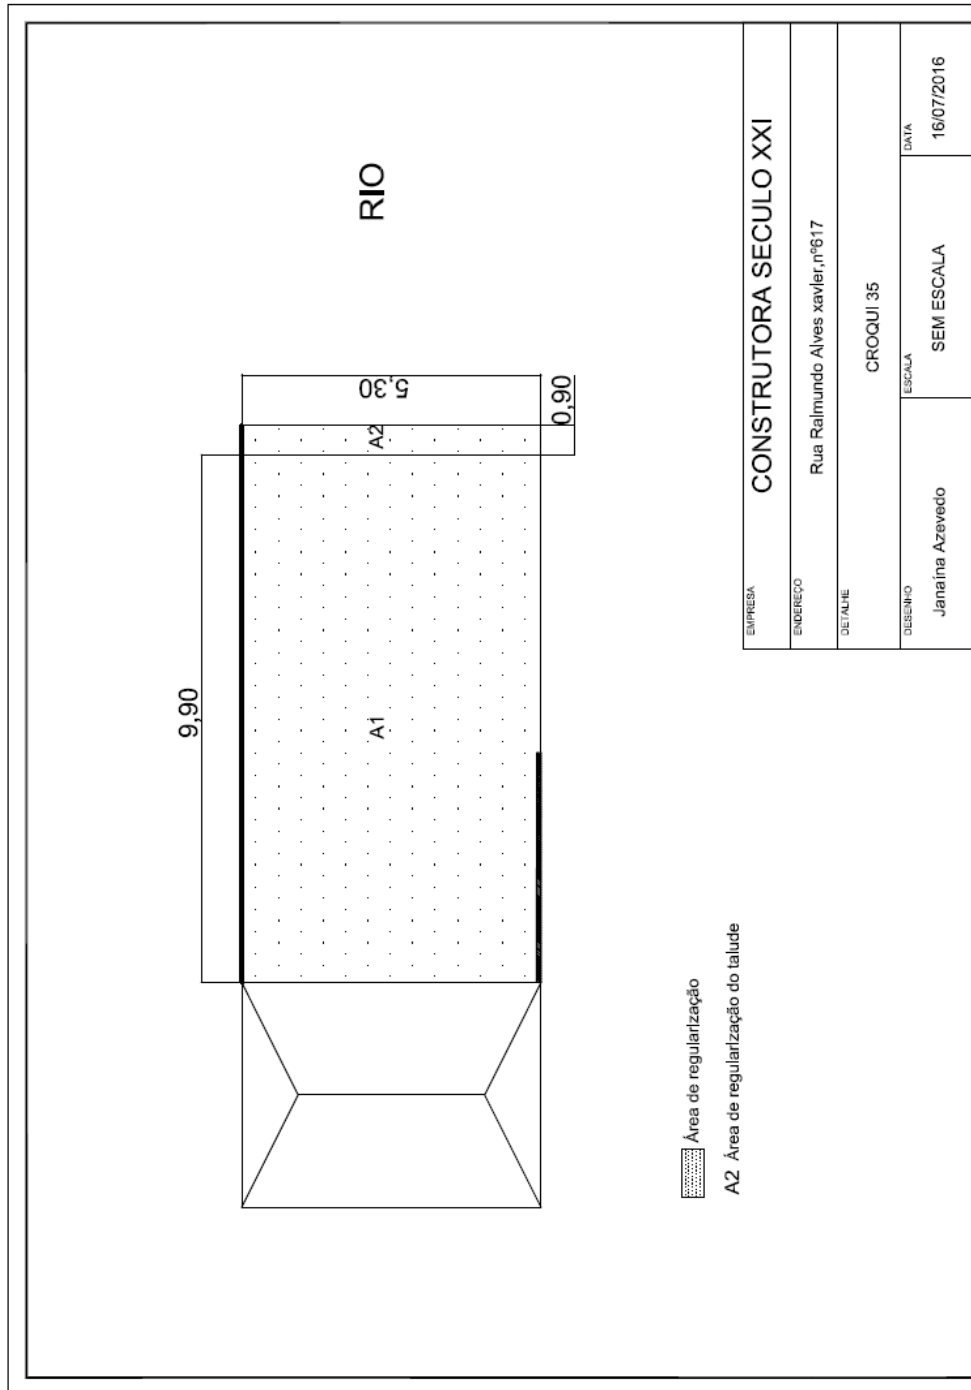 RIO
9,90
5,30
0,90
A1
A2
Área de regularização
A2 Área de regularização do talude
EMPRESA
CONSTRUTORA SECULO XXI
ENDEREÇO
Rua Raimundo Alves xavier,nº617
DETALHE
CROQUI 35
DESENHO
Janaína Azevedo
ESCALA
SEM ESCALA
DATA
16/07/2016